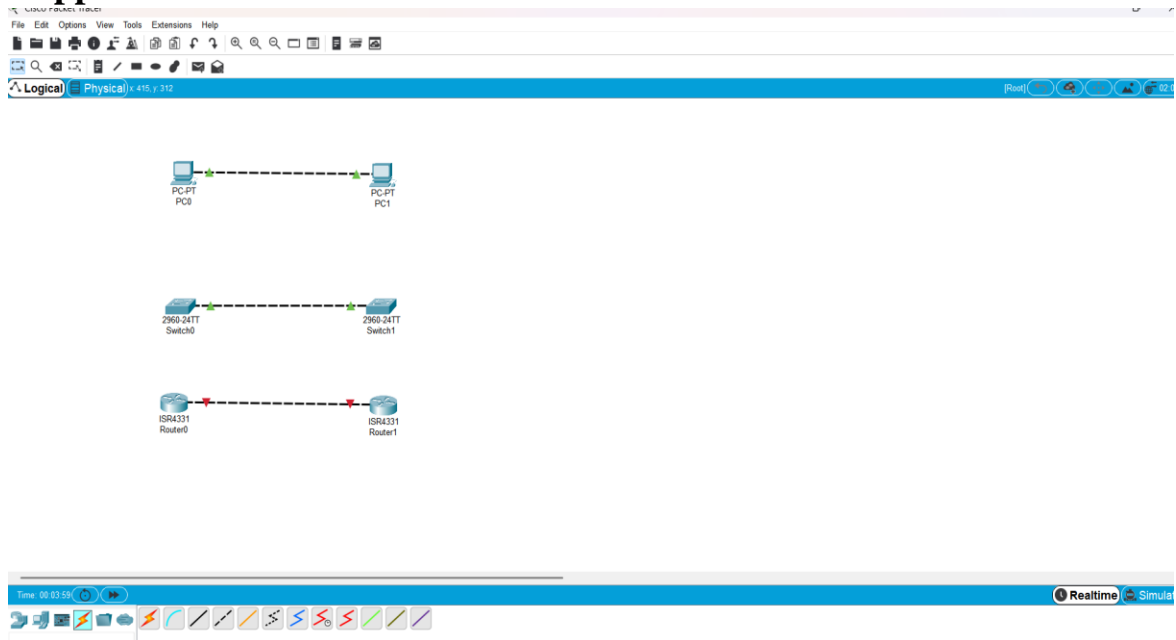 Cisco Packet Tracer
File Edit Options View Tools Extensions Help
Logical Physical x: 415, y: 312 [Root]
PC-PT
PC0
PC-PT
PC1
2960-24TT
Switch0
2960-24TT
Switch1
ISR4331
Router0
ISR4331
Router1
Time: 00:03:59 Realtime